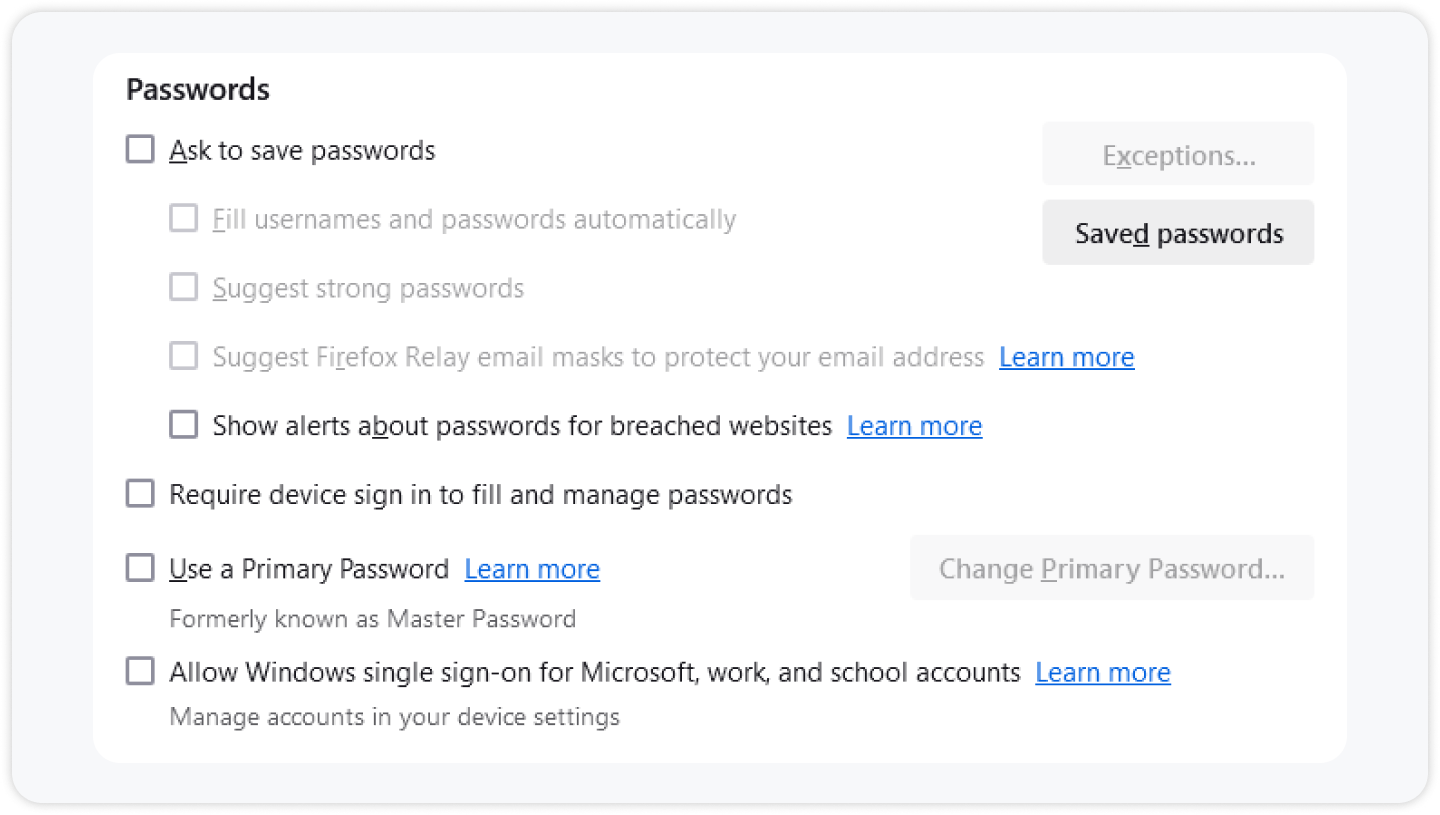 Passwords
Ask to save passwords
Exceptions...
Fill usernames and passwords automatically
Saved passwords
Suggest strong passwords
Suggest Firefox Relay email masks to protect your email address Learn more
Show alerts about passwords for breached websites Learn more
Require device sign in to fill and manage passwords
Use a Primary Password Learn more
Change Primary Password...
Formerly known as Master Password
Allow Windows single sign-on for Microsoft, work, and school accounts Learn more
Manage accounts in your device settings